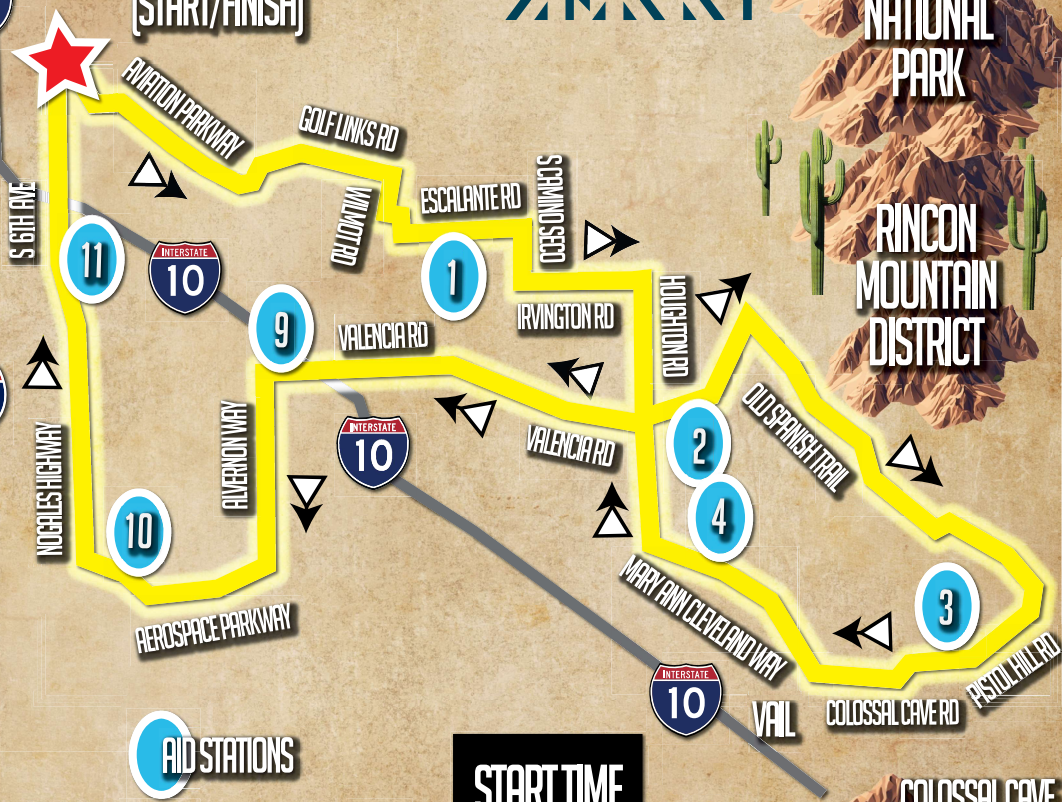 (START/FINISH)
NATIONAL
PARK
AVIATION PARKWAY
GOLF LINKS RD
S 6TH AVE
WILMOT RD
ESCALANTE RD
S CAMINO SECO
RINCON
MOUNTAIN
DISTRICT
11
INTERSTATE
10
1
9
VALENCIA RD
IRVINGTON RD
HOUGHTON RD
INTERSTATE
10
VALENCIA RD
2
OLD SPANISH TRAIL
NOGALES HIGHWAY
ALVERNON WAY
10
4
AEROSPACE PARKWAY
MARY ANN CLEVELAND WAY
3
PISTOL HILL RD
INTERSTATE
10
VAIL
COLOSSAL CAVE RD
AID STATIONS
START TIME
COLOSSAL CAVE